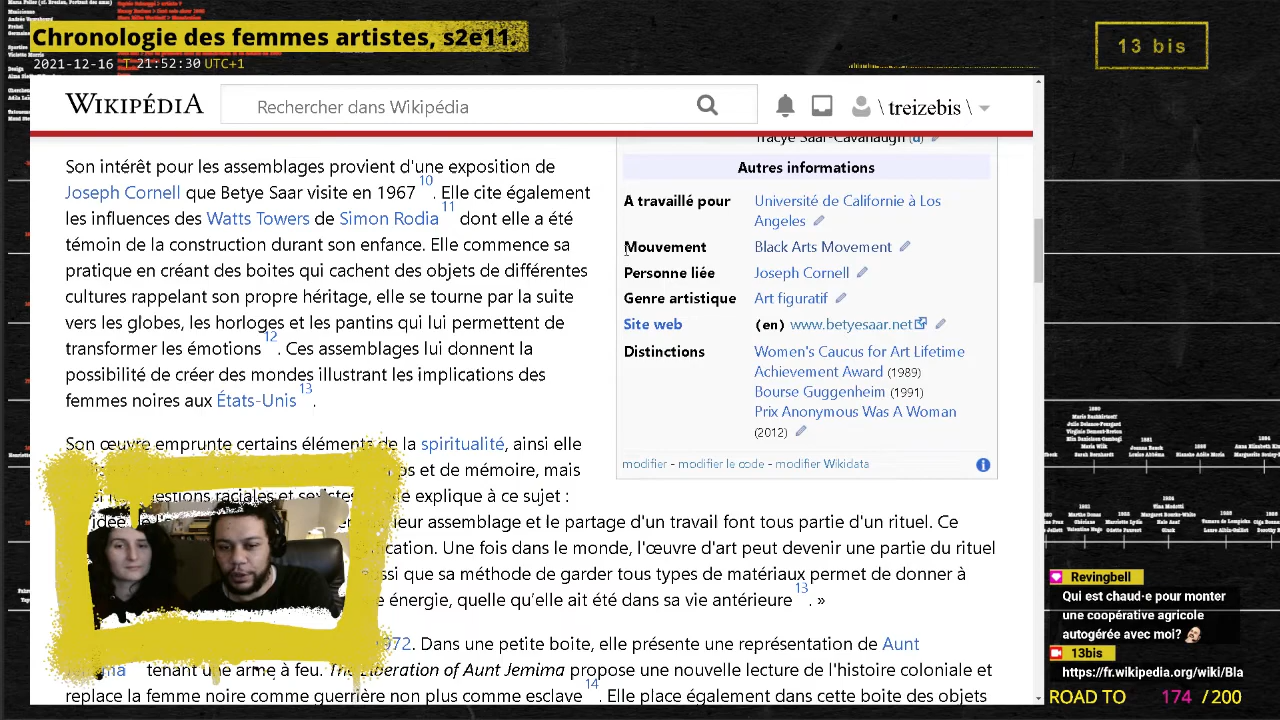 Chronologie des femmes artistes, s2e11.
2021-12-16 T 21:52:30 UTC+1
13 bis
WIKIPÉDIA
Rechercher dans Wikipédia
\ treizebis \
Son intérêt pour les assemblages provient d'une exposition de
Joseph Cornell que Betye Saar visite en 1967 10. Elle cite également
les influences des Watts Towers de Simon Rodia 11 dont elle a été
témoin de la construction durant son enfance. Elle commence sa
pratique en créant des boites qui cachent des objets de différentes
cultures rappelant son propre héritage, elle se tourne par la suite
vers les globes, les horloges et les pantins qui lui permettent de
transformer les émotions 12. Ces assemblages lui donnent la
possibilité de créer des mondes illustrant les implications des
femmes noires aux États-Unis 13.
Son œuvre emprunte certains éléments de la spiritualité, ainsi elle
et de mémoire, mais
questions raciales et sexistes
explique à ce sujet :
leur assemblage et le partage d'un travail font tous partie d'un rituel. Ce
Une fois dans le monde, l'œuvre d'art peut devenir une partie du rituel
aussi que sa méthode de garder tous types de matériaux permet de donner à
e énergie, quelle qu'elle ait été dans sa vie antérieure 13. »
1972. Dans une petite boite, elle présente une représentation de Aunt
tenant une arme à feu. The Liberation of Aunt Jemima propose une nouvelle lecture de l'histoire coloniale et
replace la femme noire comme guerrière non plus comme esclave 14. Elle place également dans cette boite des objets
Tracye Saar-Cavanaugh (d)
Autres informations
A travaillé pour Université de Californie à Los
Angeles
Mouvement Black Arts Movement
Personne liée Joseph Cornell
Genre artistique Art figuratif
Site web (en) www.betyesaar.net
Distinctions Women's Caucus for Art Lifetime
Achievement Award (1989)
Bourse Guggenheim (1991)
Prix Anonymous Was A Woman
(2012)
modifier - modifier le code - modifier Wikidata
Revingbell
Qui est chaud·e pour monter
une coopérative agricole
autogérée avec moi?
13bis
https://fr.wikipedia.org/wiki/Bla
ROAD TO 174 / 200